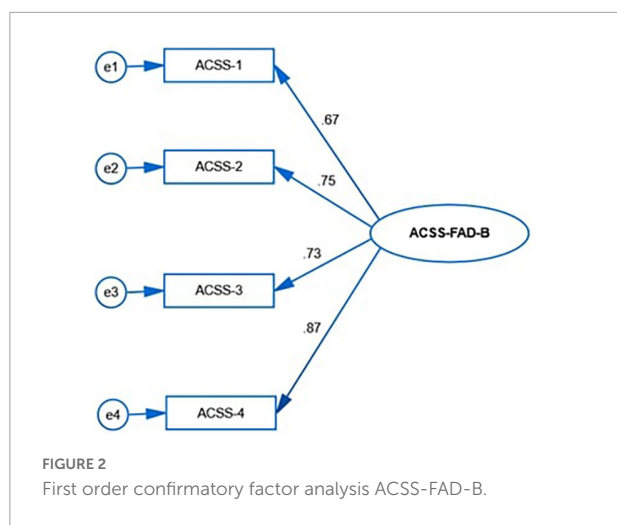 e1
ACSS-1
.67
e2
ACSS-2
.75
ACSS-FAD-B
.73
e3
ACSS-3
.87
e4
ACSS-4
FIGURE 2
First order confirmatory factor analysis ACSS-FAD-B.